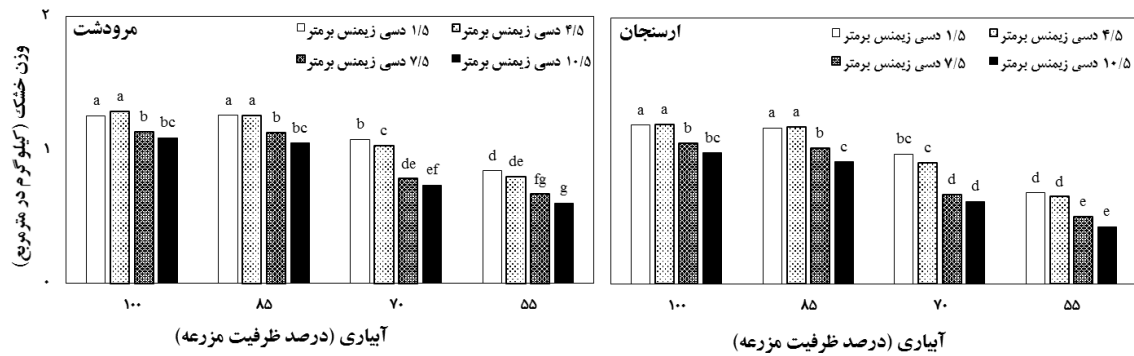 وزن خشک (کیلوگرم در مترمربع)
۲
۱
۰
مرودشت
۱/۵ دسی زیمنس برمتر
۴/۵ دسی زیمنس برمتر
۷/۵ دسی زیمنس برمتر
۱۰/۵ دسی زیمنس برمتر
a a b bc
a a b bc
b c de ef
d de fg g
۱۰۰ ۸۵ ۷۰ ۵۵
آبیاری (درصد ظرفیت مزرعه)
ارسنجان
۱/۵ دسی زیمنس برمتر
۴/۵ دسی زیمنس برمتر
۷/۵ دسی زیمنس برمتر
۱۰/۵ دسی زیمنس برمتر
a a b bc
a a b c
bc c d d
d d e e
۱۰۰ ۸۵ ۷۰ ۵۵
آبیاری (درصد ظرفیت مزرعه)